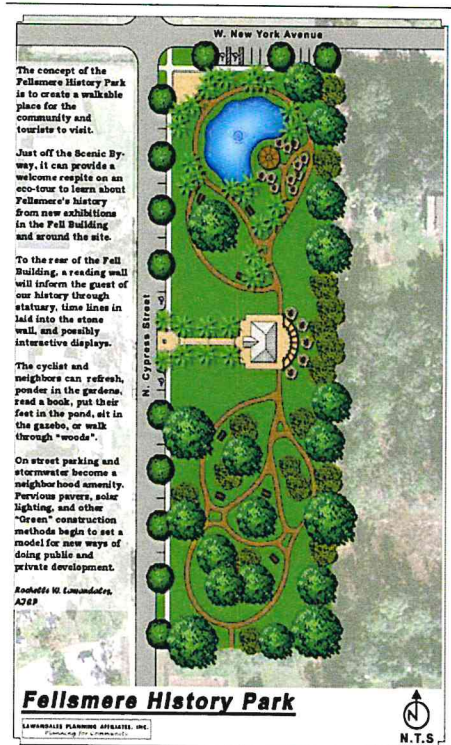 W. New York Avenue
The concept of the
Fellsmere History Park
is to create a walkable
place for the
community and
tourists to visit.
Just off the Scenic By-
way, it can provide a
welcome respite on an
eco-tour to learn about
Fellsmere's history
from new exhibitions
in the Fell Building
and around the site.
To the rear of the Fell
Building, a reading wall
will inform the guest of
our history through
statuary, time lines in
laid into the stone
wall, and possibly
interactive displays.
The cyclist and
neighbors can refresh,
ponder in the gardens,
read a book, put their
feet in the pond, sit in
the gazebo, or walk
through "woods".
On street parking and
stormwater become a
neighborhood amenity.
Pervious pavers, solar
lighting, and other
"Green" construction
methods begin to set a
model for new ways of
doing public and
private development.
Rochelle W. Lawandales,
AICP
N. Cypress Street
Fellsmere History Park
LAWANDALES PLANNING AFFILIATES, INC.
Planning for Community
N
N.T.S.